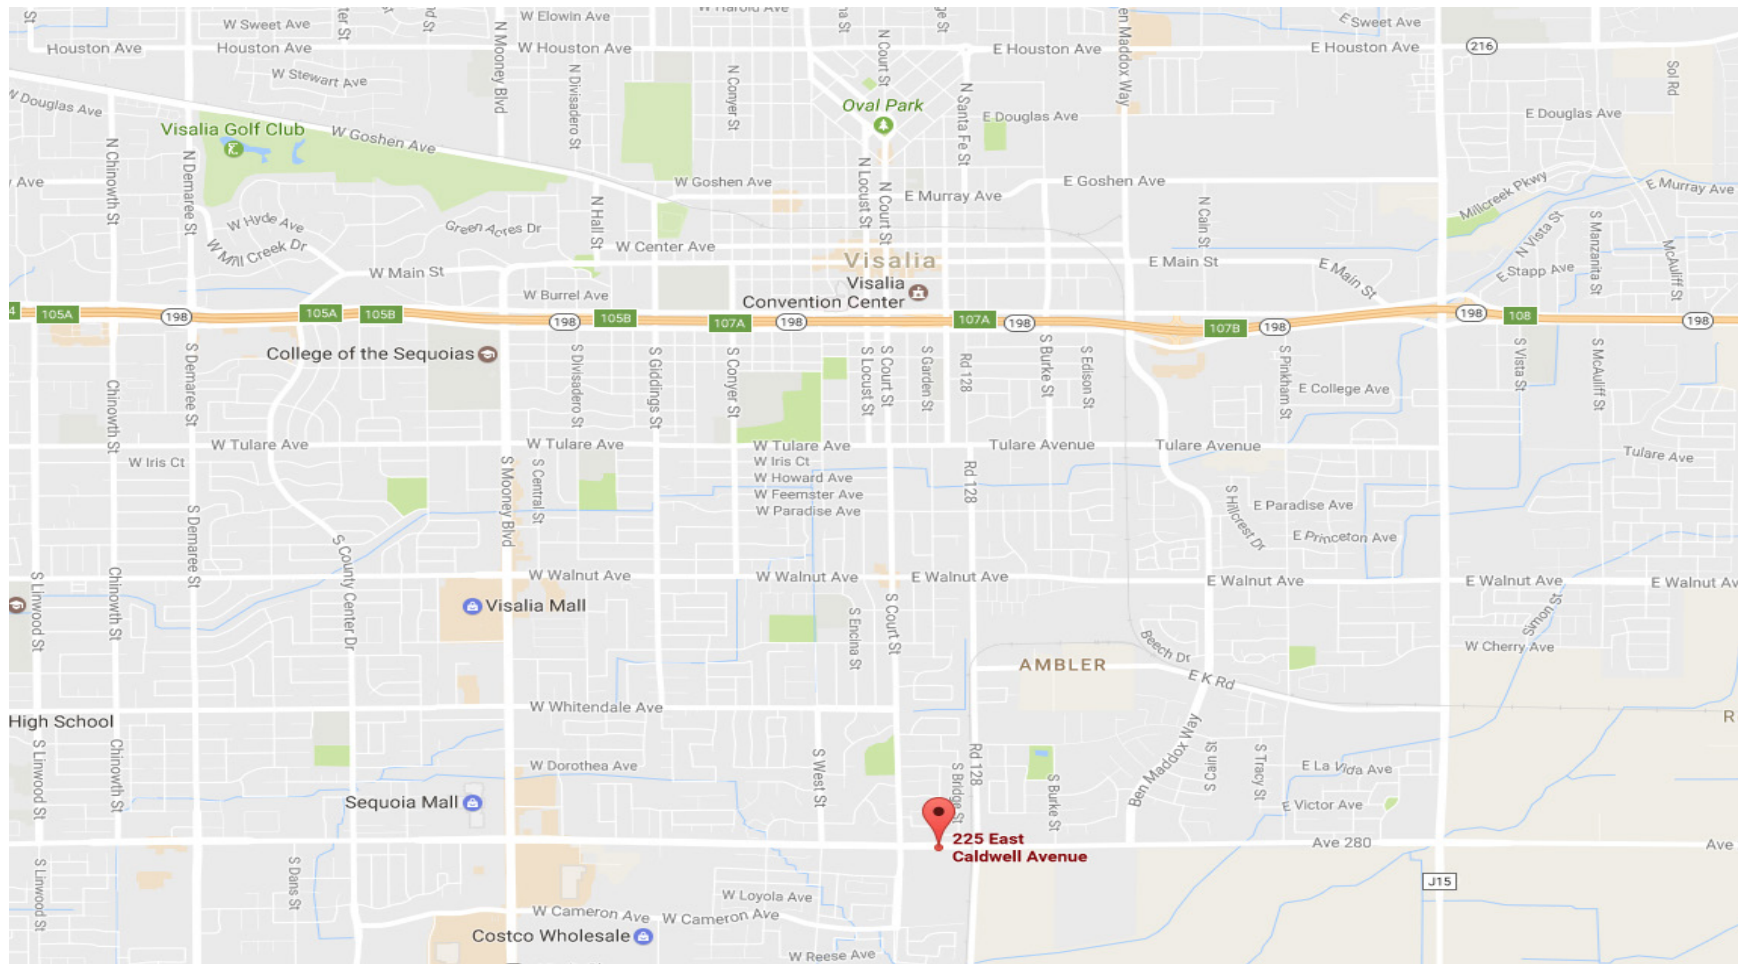 St
W Sweet Ave
W Elowin Ave
W Harold Ave
E Sweet Ave
Houston Ave
Houston Ave
W Houston Ave
E Houston Ave
E Houston Ave
216
W Stewart Ave
N Mooney Blvd
N Divisadero St
N Conyer St
N Court St
Ben Maddox Way
Sol Rd
W Douglas Ave
Oval Park
N Santa Fe St
E Douglas Ave
E Douglas Ave
Visalia Golf Club
W Goshen Ave
N Chinowth St
N Demaree St
W Goshen Ave
N Locust St
N Court St
E Murray Ave
E Goshen Ave
Millcreek Pkwy
E Murray Ave
Ave
W Hyde Ave
Green Acres Dr
N Hall St
N Cain St
N Vista St
S Manzanita St
W Mill Creek Dr
W Center Ave
Visalia
E Main St
E Main St
E Stapp Ave
McAuliff St
W Main St
Visalia
Convention Center
W Burrel Ave
4
105A
198
105A
105B
198
105B
107A
198
107A
198
107B
198
198
108
198
College of the Sequoias
S Demaree St
S Divisadero St
S Giddings St
S Conyer St
S Locust St
S Court St
S Garden St
Rd 128
S Burke St
S Edison St
S Pinkham St
E College Ave
S Vista St
S McAuliff St
Chinowth St
W Tulare Ave
W Tulare Ave
W Tulare Ave
Tulare Avenue
Tulare Avenue
Tulare Ave
W Iris Ct
W Iris Ct
W Howard Ave
W Feemster Ave
W Paradise Ave
S Mooney Blvd
S Central St
Rd 128
S Hillcrest Dr
E Paradise Ave
E Princeton Ave
S Demaree St
S County Center Dr
S Linwood St
Chinowth St
W Walnut Ave
W Walnut Ave
E Walnut Ave
E Walnut Ave
E Walnut Ave
E Walnut Av
Visalia Mall
S Encina St
S Court St
Simon St
Beech Dr
W Cherry Ave
AMBLER
E K Rd
High School
W Whitendale Ave
R
S Linwood St
Chinowth St
W Dorothea Ave
S West St
S Bridge St
Rd 128
S Burke St
Ben Maddox Way
S Cain St
S Tracy St
E La Vida Ave
E Victor Ave
Sequoia Mall
225 East
Caldwell Avenue
Ave 280
Ave
S Linwood St
S Dans St
J15
W Loyola Ave
W Cameron Ave
W Cameron Ave
Costco Wholesale
W Reese Ave